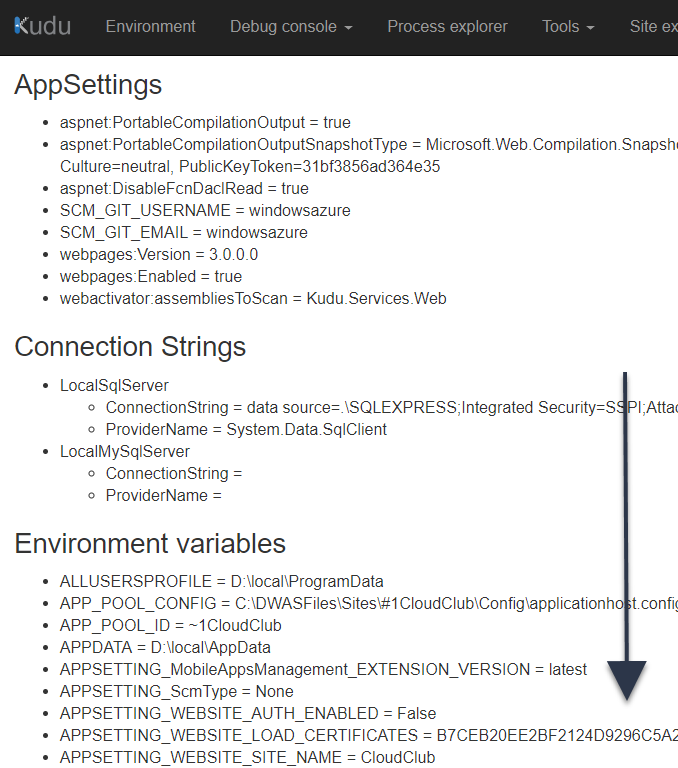 Kudu Environment Debug console Process explorer Tools Site ex
AppSettings
aspnet:PortableCompilationOutput = true
aspnet:PortableCompilationOutputSnapshotType = Microsoft.Web.Compilation.Snapsh
Culture=neutral, PublicKeyToken=31bf3856ad364e35
aspnet:DisableFcnDaclRead = true
SCM_GIT_USERNAME = windowsazure
SCM_GIT_EMAIL = windowsazure
webpages:Version = 3.0.0.0
webpages:Enabled = true
webactivator:assembliesToScan = Kudu.Services.Web
Connection Strings
LocalSqlServer
ConnectionString = data source=.\SQLEXPRESS;Integrated Security=SSPI;Attac
ProviderName = System.Data.SqlClient
LocalMySqlServer
ConnectionString =
ProviderName =
Environment variables
ALLUSERSPROFILE = D:\local\ProgramData
APP_POOL_CONFIG = C:\DWASFiles\Sites\#1CloudClub\Config\applicationhost.config
APP_POOL_ID = ~1CloudClub
APPDATA = D:\local\AppData
APPSETTING_MobileAppsManagement_EXTENSION_VERSION = latest
APPSETTING_ScmType = None
APPSETTING_WEBSITE_AUTH_ENABLED = False
APPSETTING_WEBSITE_LOAD_CERTIFICATES = B7CEB20EE2BF2124D9296C5A2
APPSETTING_WEBSITE_SITE_NAME = CloudClub